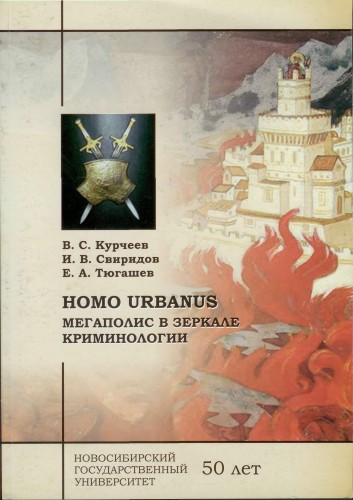 В. С. Курчеев
И. В. Свиридов
Е. А. Тюгашев
HOMO URBANUS
МЕГАПОЛИС В ЗЕРКАЛЕ
КРИМИНОЛОГИИ
НОВОСИБИРСКИЙ
ГОСУДАРСТВЕННЫЙ
УНИВЕРСИТЕТ
50 лет